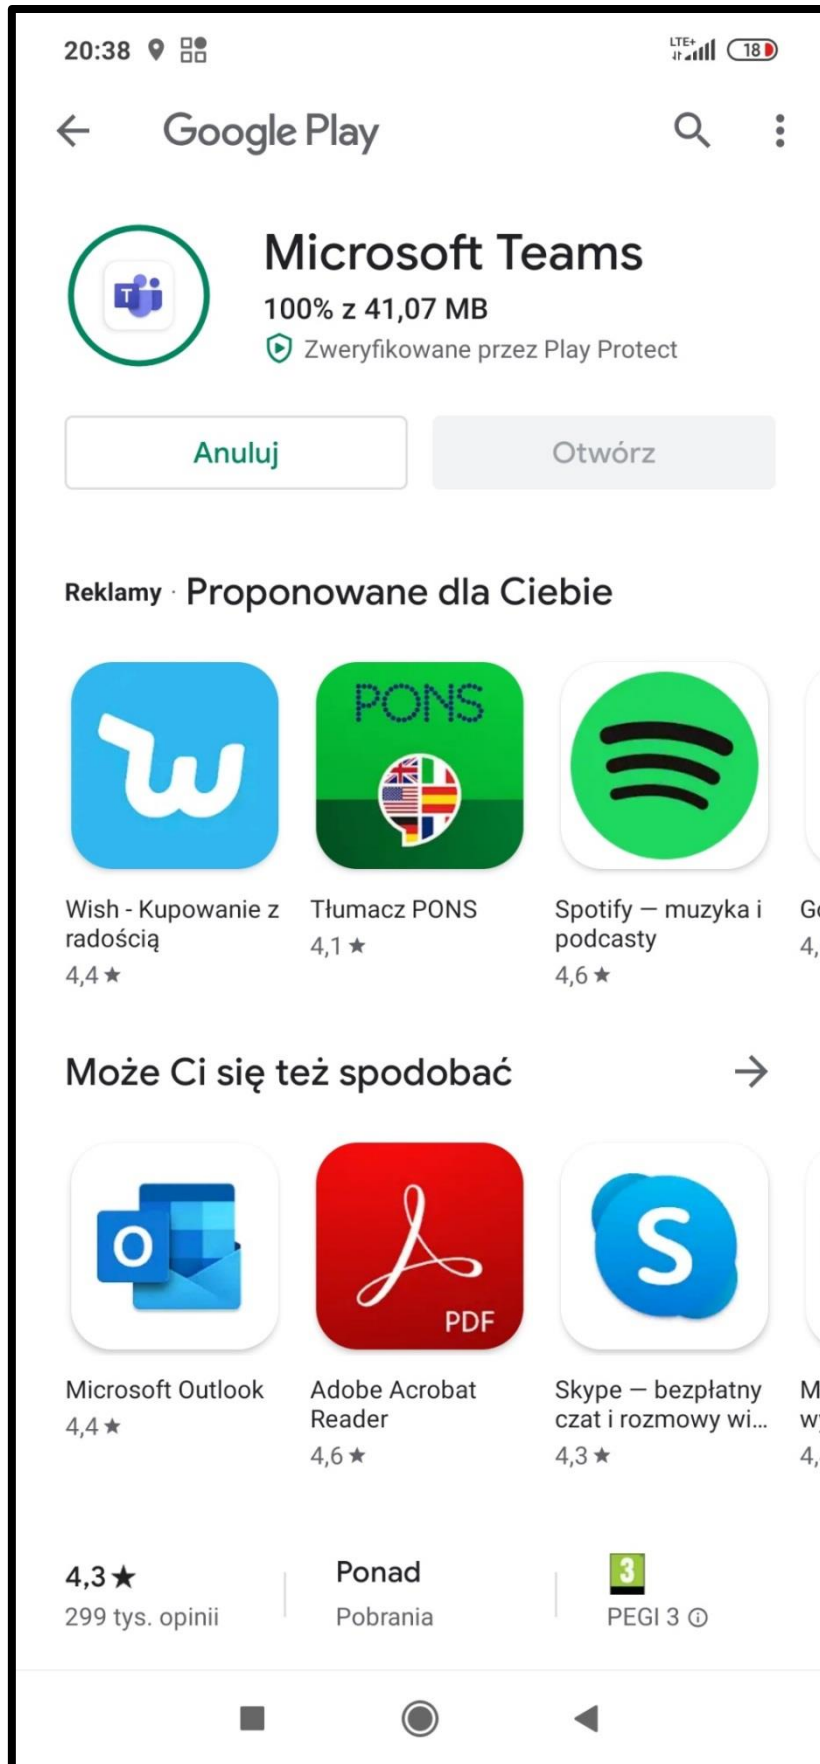 20:38
LTE+
18
Google Play
Microsoft Teams
100% z 41,07 MB
Zweryfikowane przez Play Protect
Anuluj
Otwórz
Reklamy · Proponowane dla Ciebie
PONS
Wish - Kupowanie z
radością
4,4 ★
Tłumacz PONS
4,1 ★
Spotify — muzyka i
podcasty
4,6 ★
Może Ci się też spodobać
PDF
Microsoft Outlook
4,4 ★
Adobe Acrobat
Reader
4,6 ★
Skype — bezpłatny
czat i rozmowy wi…
4,3 ★
4,3 ★
299 tys. opinii
Ponad
Pobrania
3
PEGI 3